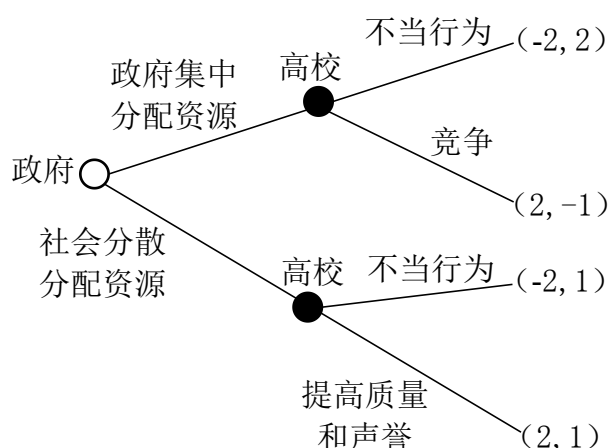 不当行为
(-2,2)
政府集中
分配资源
高校
竞争
(2,-1)
政府
社会分散
分配资源
高校
不当行为
(-2,1)
提高质量
和声誉
(2,1)